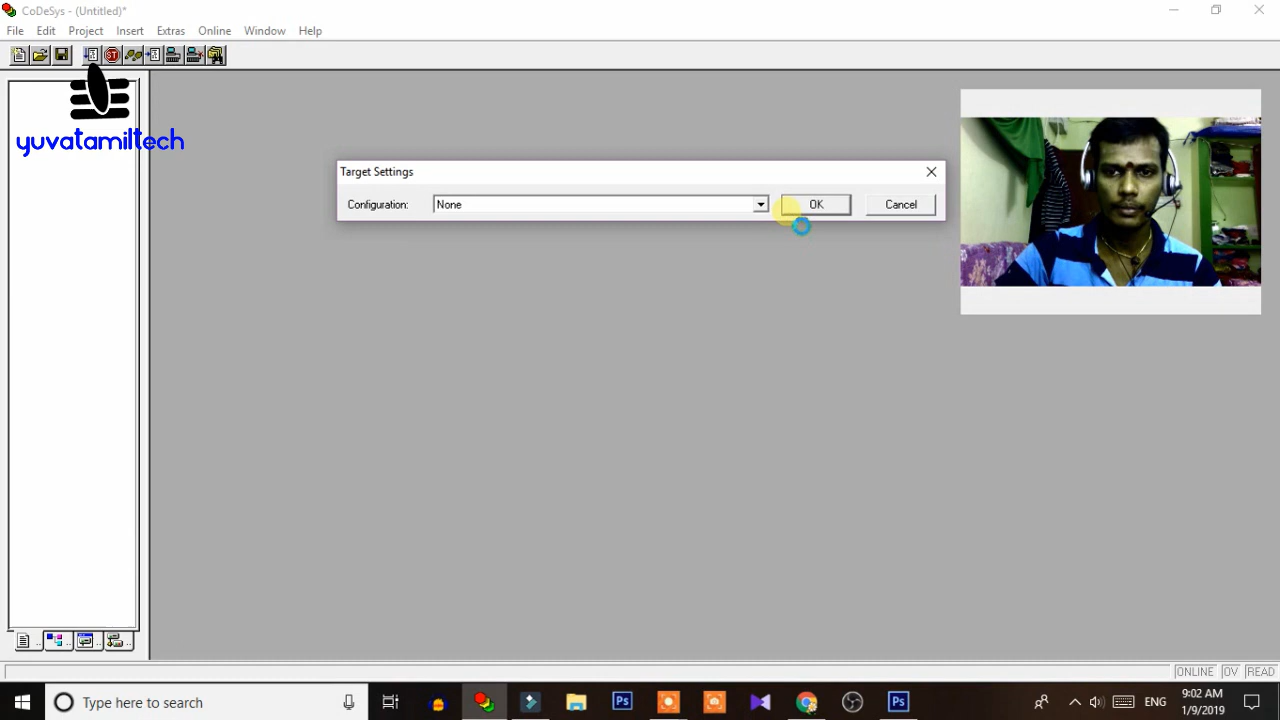 CoDeSys - (Untitled)*
File Edit Project Insert Extras Online Window Help
yuvatamiltech
Target Settings
Configuration: None OK Cancel
ONLINE OV READ
Type here to search
ENG
9:02 AM
1/9/2019